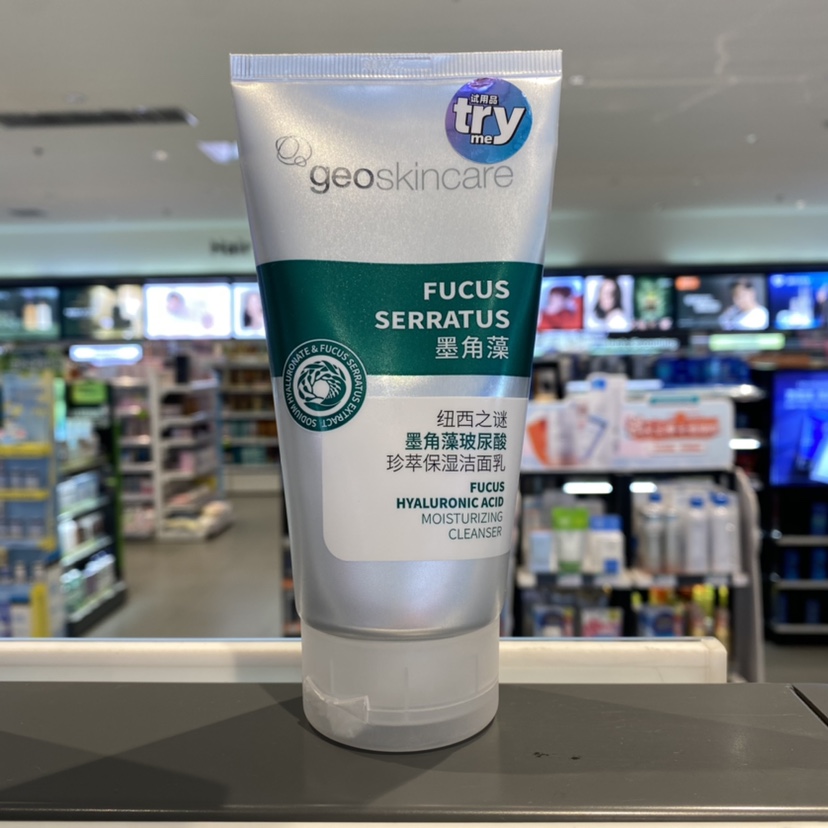 试用品
try
me
geoskincare
FUCUS
SERRATUS
墨角藻
SODIUM HYALURONATE & FUCUS SERRATUS EXTRACT
纽西之谜
墨角藻玻尿酸
珍萃保湿洁面乳
FUCUS
HYALURONIC ACID
MOISTURIZING
CLEANSER
Hair